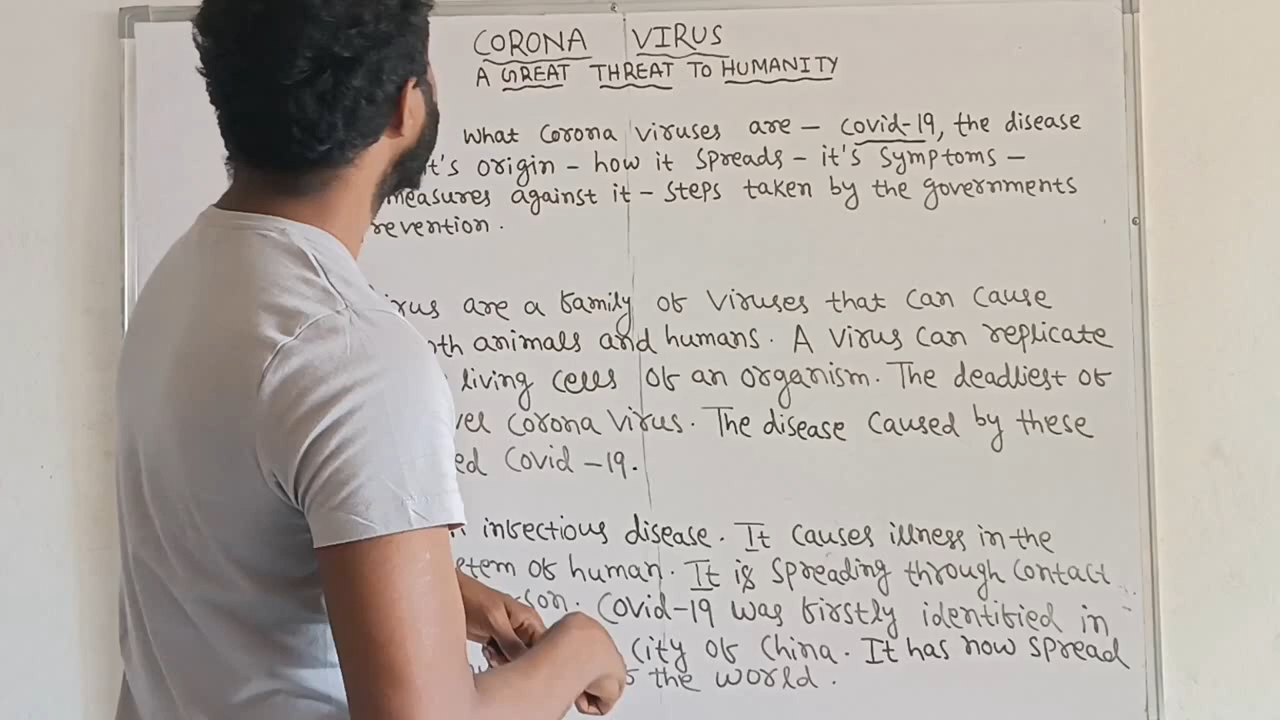 CORONA VIRUS
A GREAT THREAT TO HUMANITY
What Corona viruses are – covid-19, the disease
it's origin – how it spreads – it's symptoms –
measures against it – steps taken by the governments
prevention.
virus are a family of viruses that can cause
both animals and humans. A virus can replicate
living cells of an organism. The deadliest of
Corona Virus. The disease caused by these
Covid-19.
infectious disease. It causes illness in the
system of human. It is spreading through contact
person. Covid-19 was firstly identified in
city of China. It has now spread
the world.